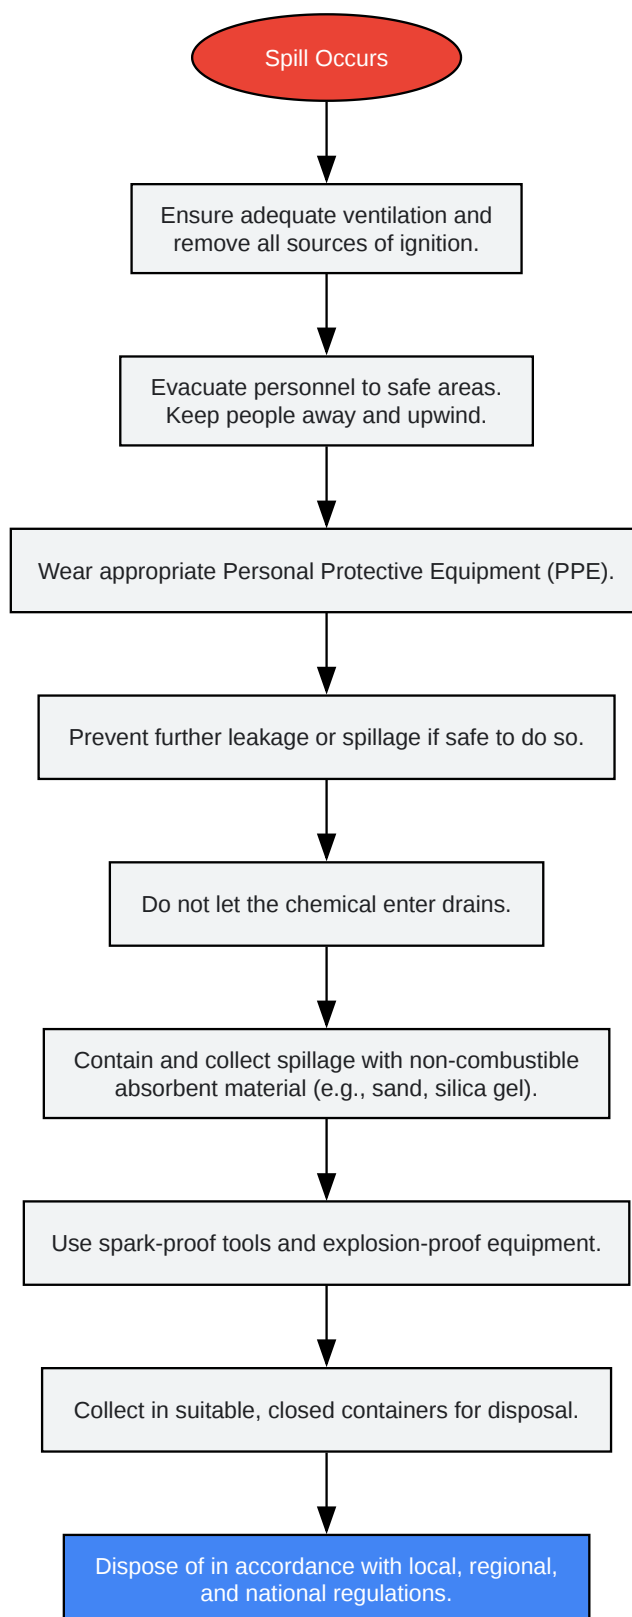 Spill Occurs
Ensure adequate ventilation and
remove all sources of ignition.
Evacuate personnel to safe areas.
Keep people away and upwind.
Wear appropriate Personal Protective Equipment (PPE).
Prevent further leakage or spillage if safe to do so.
Do not let the chemical enter drains.
Contain and collect spillage with non-combustible
absorbent material (e.g., sand, silica gel).
Use spark-proof tools and explosion-proof equipment.
Collect in suitable, closed containers for disposal.
Dispose of in accordance with local, regional,
and national regulations.